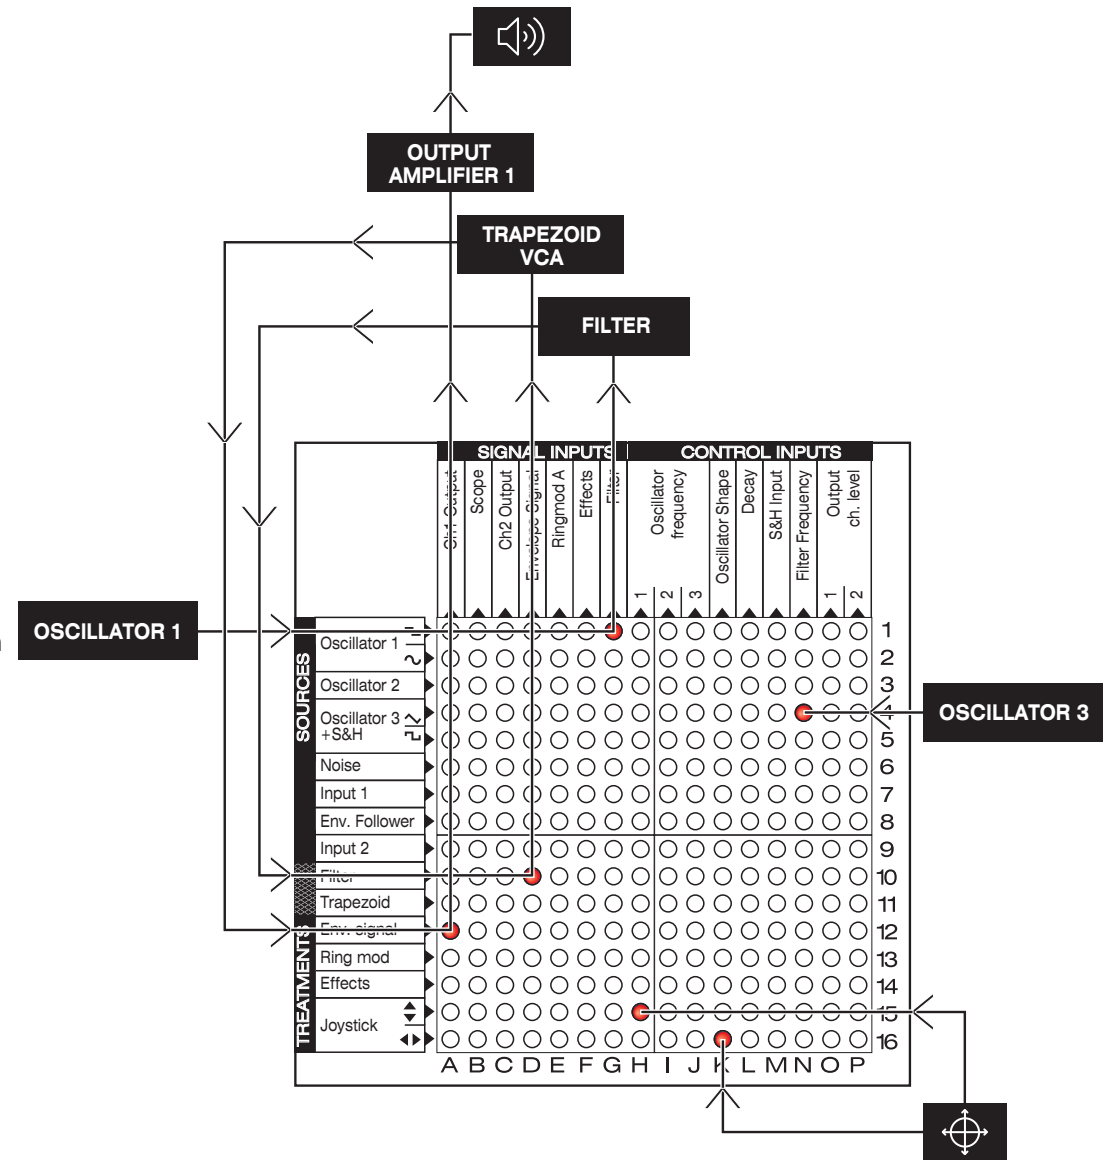 OUTPUT
AMPLIFIER 1
TRAPEZOID
VCA
FILTER
SIGNAL INPUTS
CONTROL INPUTS
Ch1 Output
Scope
Ch2 Output
Envelope Signal
Ringmod A
Effects
Filter
Oscillator
frequency
Oscillator Shape
Decay
S&H Input
Filter Frequency
Output
ch. level
1
2
3
1
2
OSCILLATOR 1
OSCILLATOR 3
SOURCES
TREATMENTS
Oscillator 1
Oscillator 2
Oscillator 3
+S&H
Noise
Input 1
Env. Follower
Input 2
Filter
Trapezoid
Env. signal
Ring mod
Effects
Joystick
1
2
3
4
5
6
7
8
9
10
11
12
13
14
15
16
A B C D E F G H I J K L M N O P